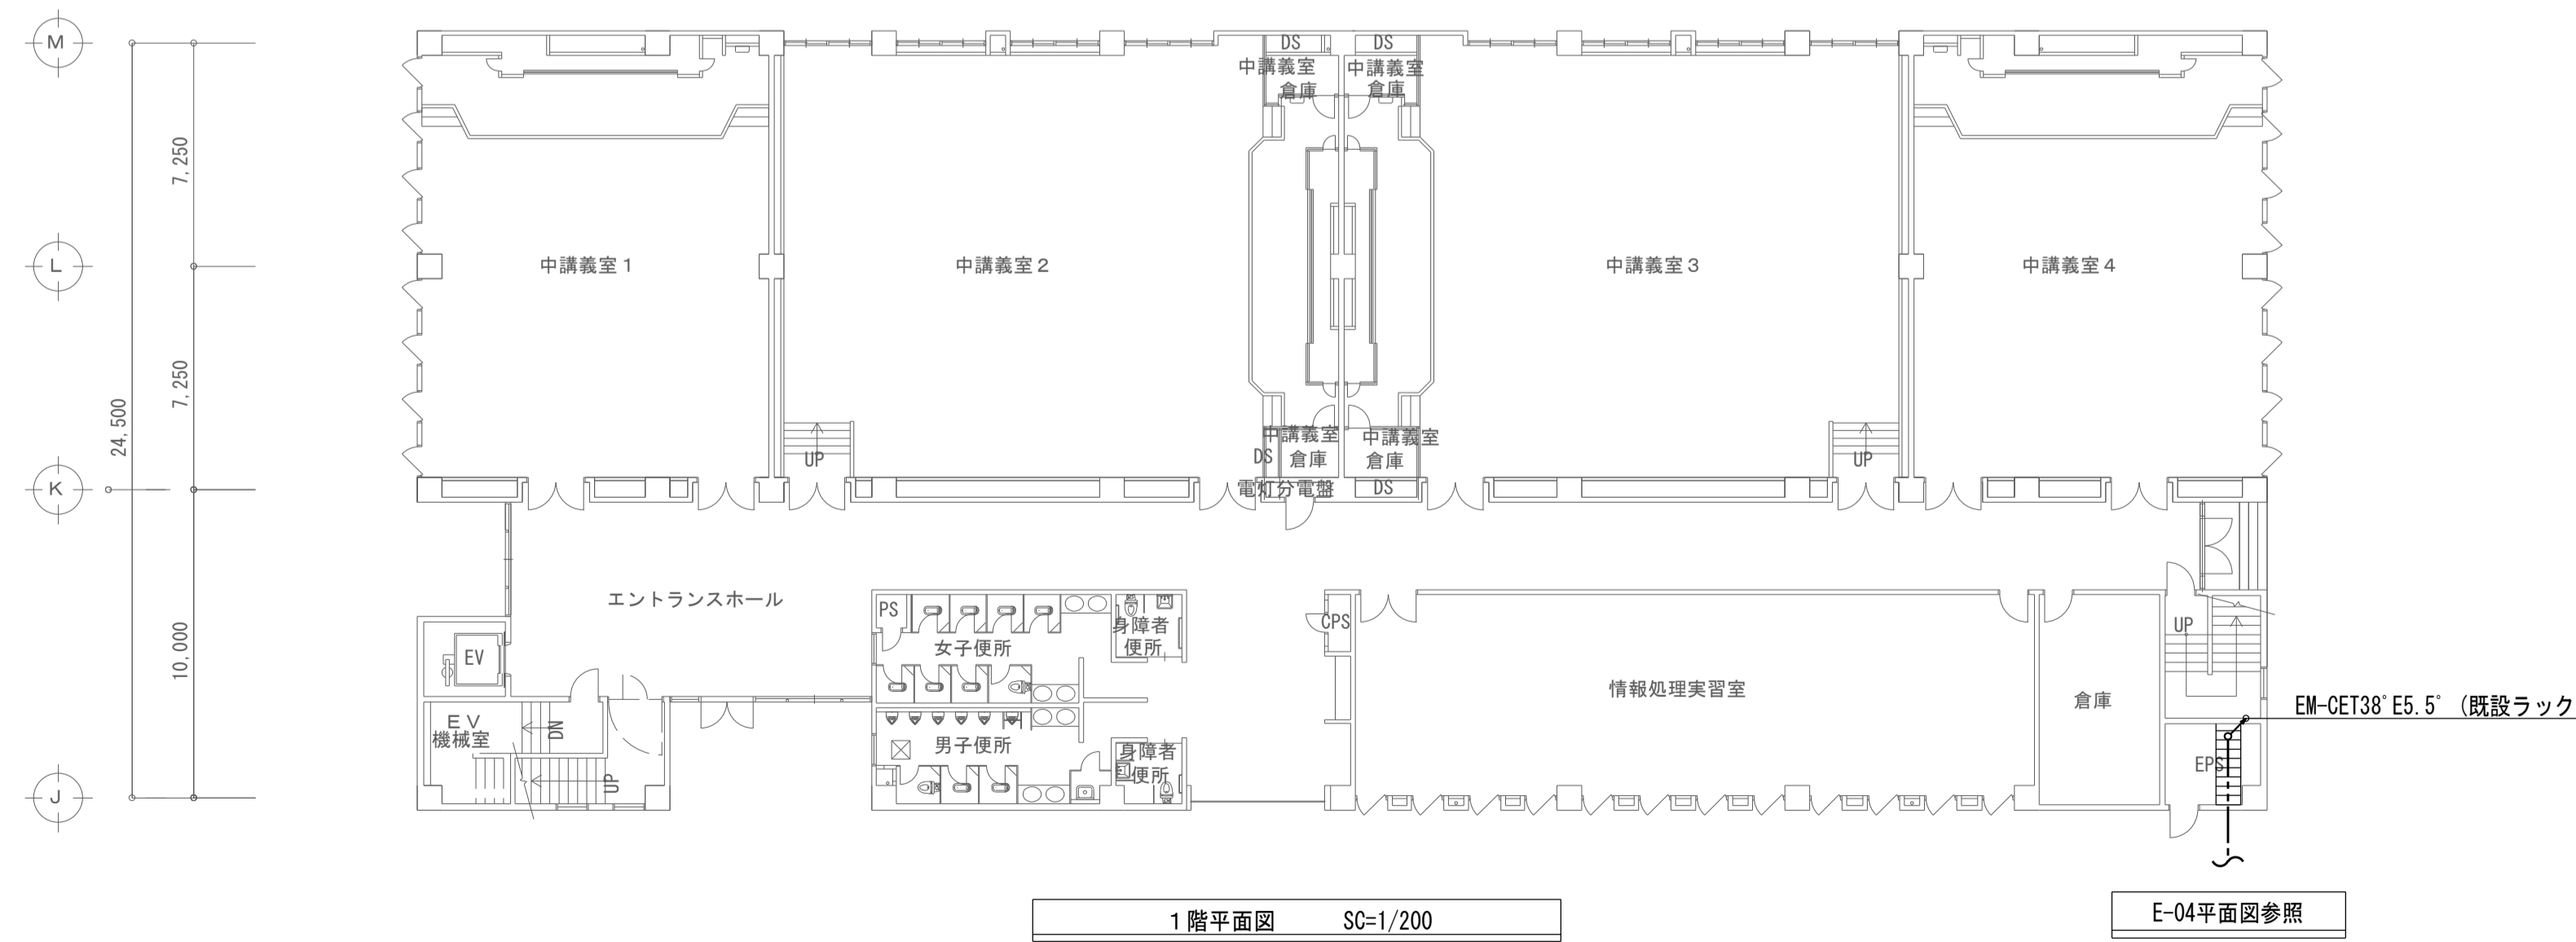 M
L
K
J
7,250
7,250
24,500
10,000
DS
DS
中講義室
倉庫
中講義室
倉庫
中講義室1
中講義室2
中講義室3
中講義室4
UP
中講義室
倉庫
DS
中講義室
倉庫
UP
電灯分電盤
DS
エントランスホール
PS
女子便所
身障者
便所
CPS
EV
EV
機械室
DN
UP
男子便所
身障者
便所
情報処理実習室
倉庫
UP
EPS
EM-CET38°E5.5° (既設ラック
1階平面図 SC=1/200
E-04平面図参照